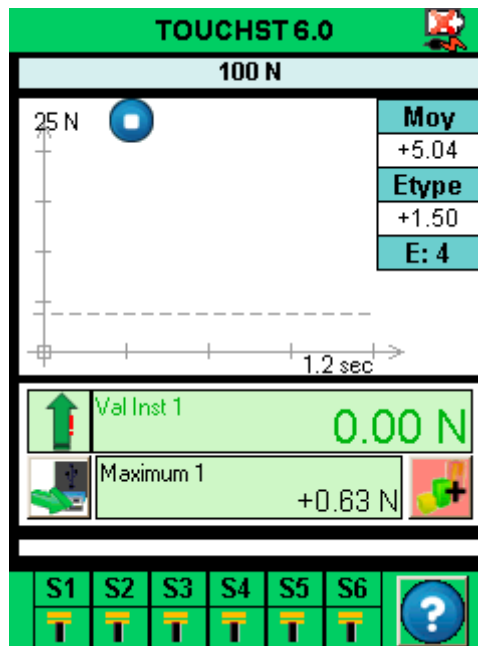 TOUCHST 6.0
100 N
25 N
Moy
+5.04
Etype
+1.50
E: 4
1.2 sec
Val Inst 1
0.00 N
Maximum 1
+0.63 N
S1 S2 S3 S4 S5 S6